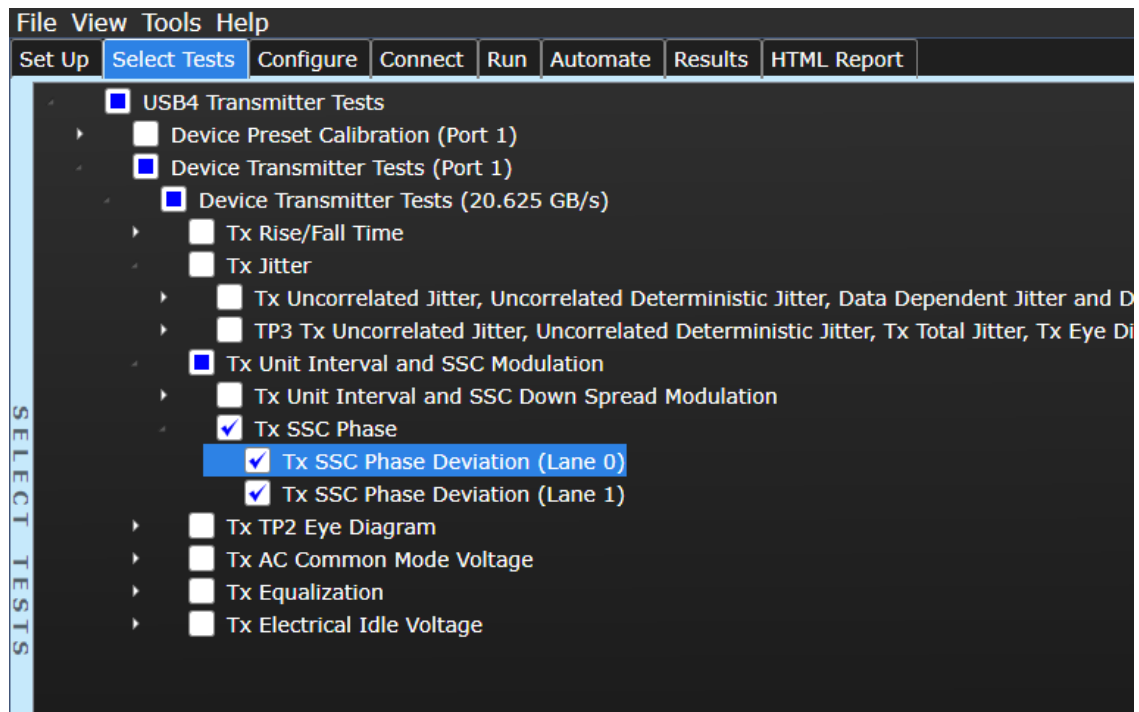 File View Tools Help
Set Up Select Tests Configure Connect Run Automate Results HTML Report
USB4 Transmitter Tests
Device Preset Calibration (Port 1)
Device Transmitter Tests (Port 1)
Device Transmitter Tests (20.625 GB/s)
Tx Rise/Fall Time
Tx Jitter
Tx Uncorrelated Jitter, Uncorrelated Deterministic Jitter, Data Dependent Jitter and D
TP3 Tx Uncorrelated Jitter, Uncorrelated Deterministic Jitter, Tx Total Jitter, Tx Eye Di
Tx Unit Interval and SSC Modulation
Tx Unit Interval and SSC Down Spread Modulation
Tx SSC Phase
Tx SSC Phase Deviation (Lane 0)
Tx SSC Phase Deviation (Lane 1)
Tx TP2 Eye Diagram
Tx AC Common Mode Voltage
Tx Equalization
Tx Electrical Idle Voltage
SELECT TESTS